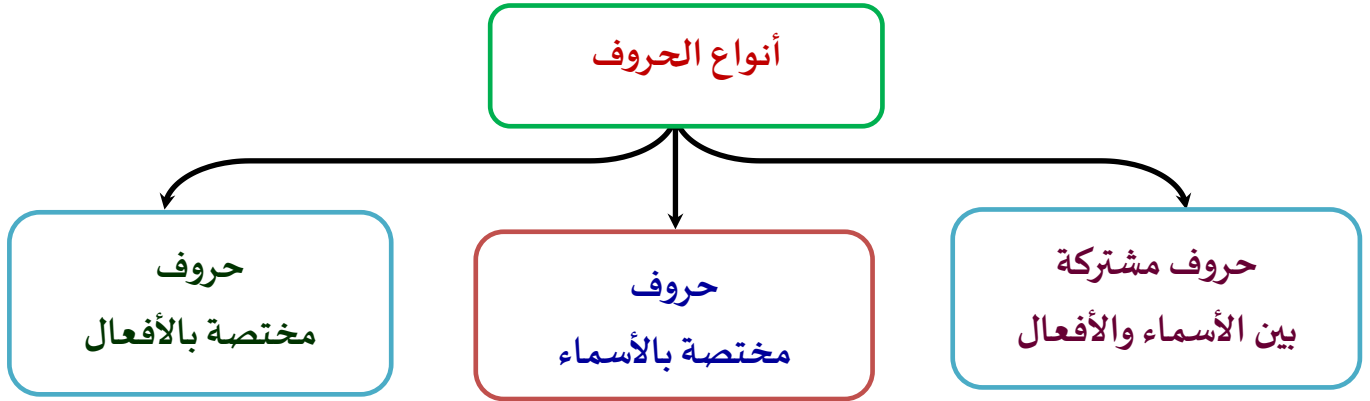 أنواع الحروف
حروف مشتركة
بين الأسماء والأفعال
حروف
مختصة بالأسماء
حروف
مختصة بالأفعال